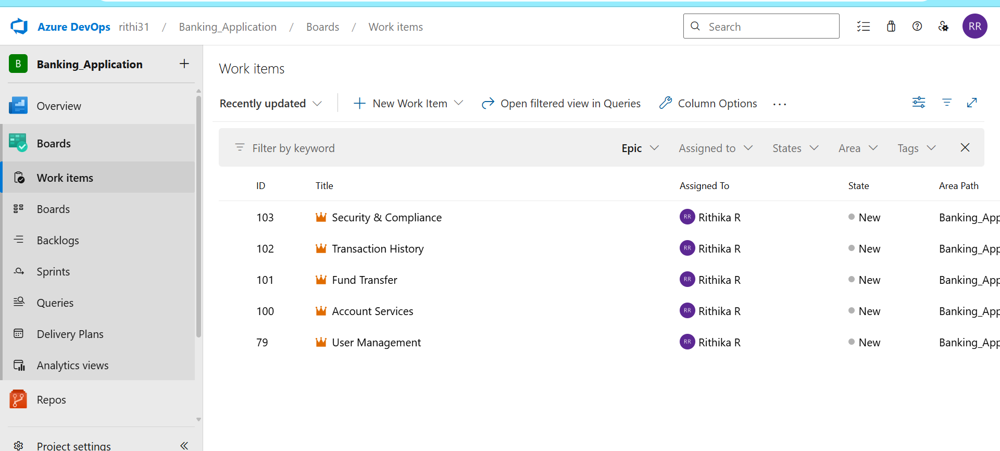 Azure DevOps rithi31 / Banking_Application / Boards / Work items
Search
RR
B Banking_Application +
Overview
Boards
Work items
Boards
Backlogs
Sprints
Queries
Delivery Plans
Analytics views
Repos
Project settings
Work items
Recently updated New Work Item Open filtered view in Queries Column Options ...
Filter by keyword Epic Assigned to States Area Tags
ID Title Assigned To State Area Path
103 Security & Compliance RR Rithika R New Banking_App
102 Transaction History RR Rithika R New Banking_App
101 Fund Transfer RR Rithika R New Banking_App
100 Account Services RR Rithika R New Banking_App
79 User Management RR Rithika R New Banking_App